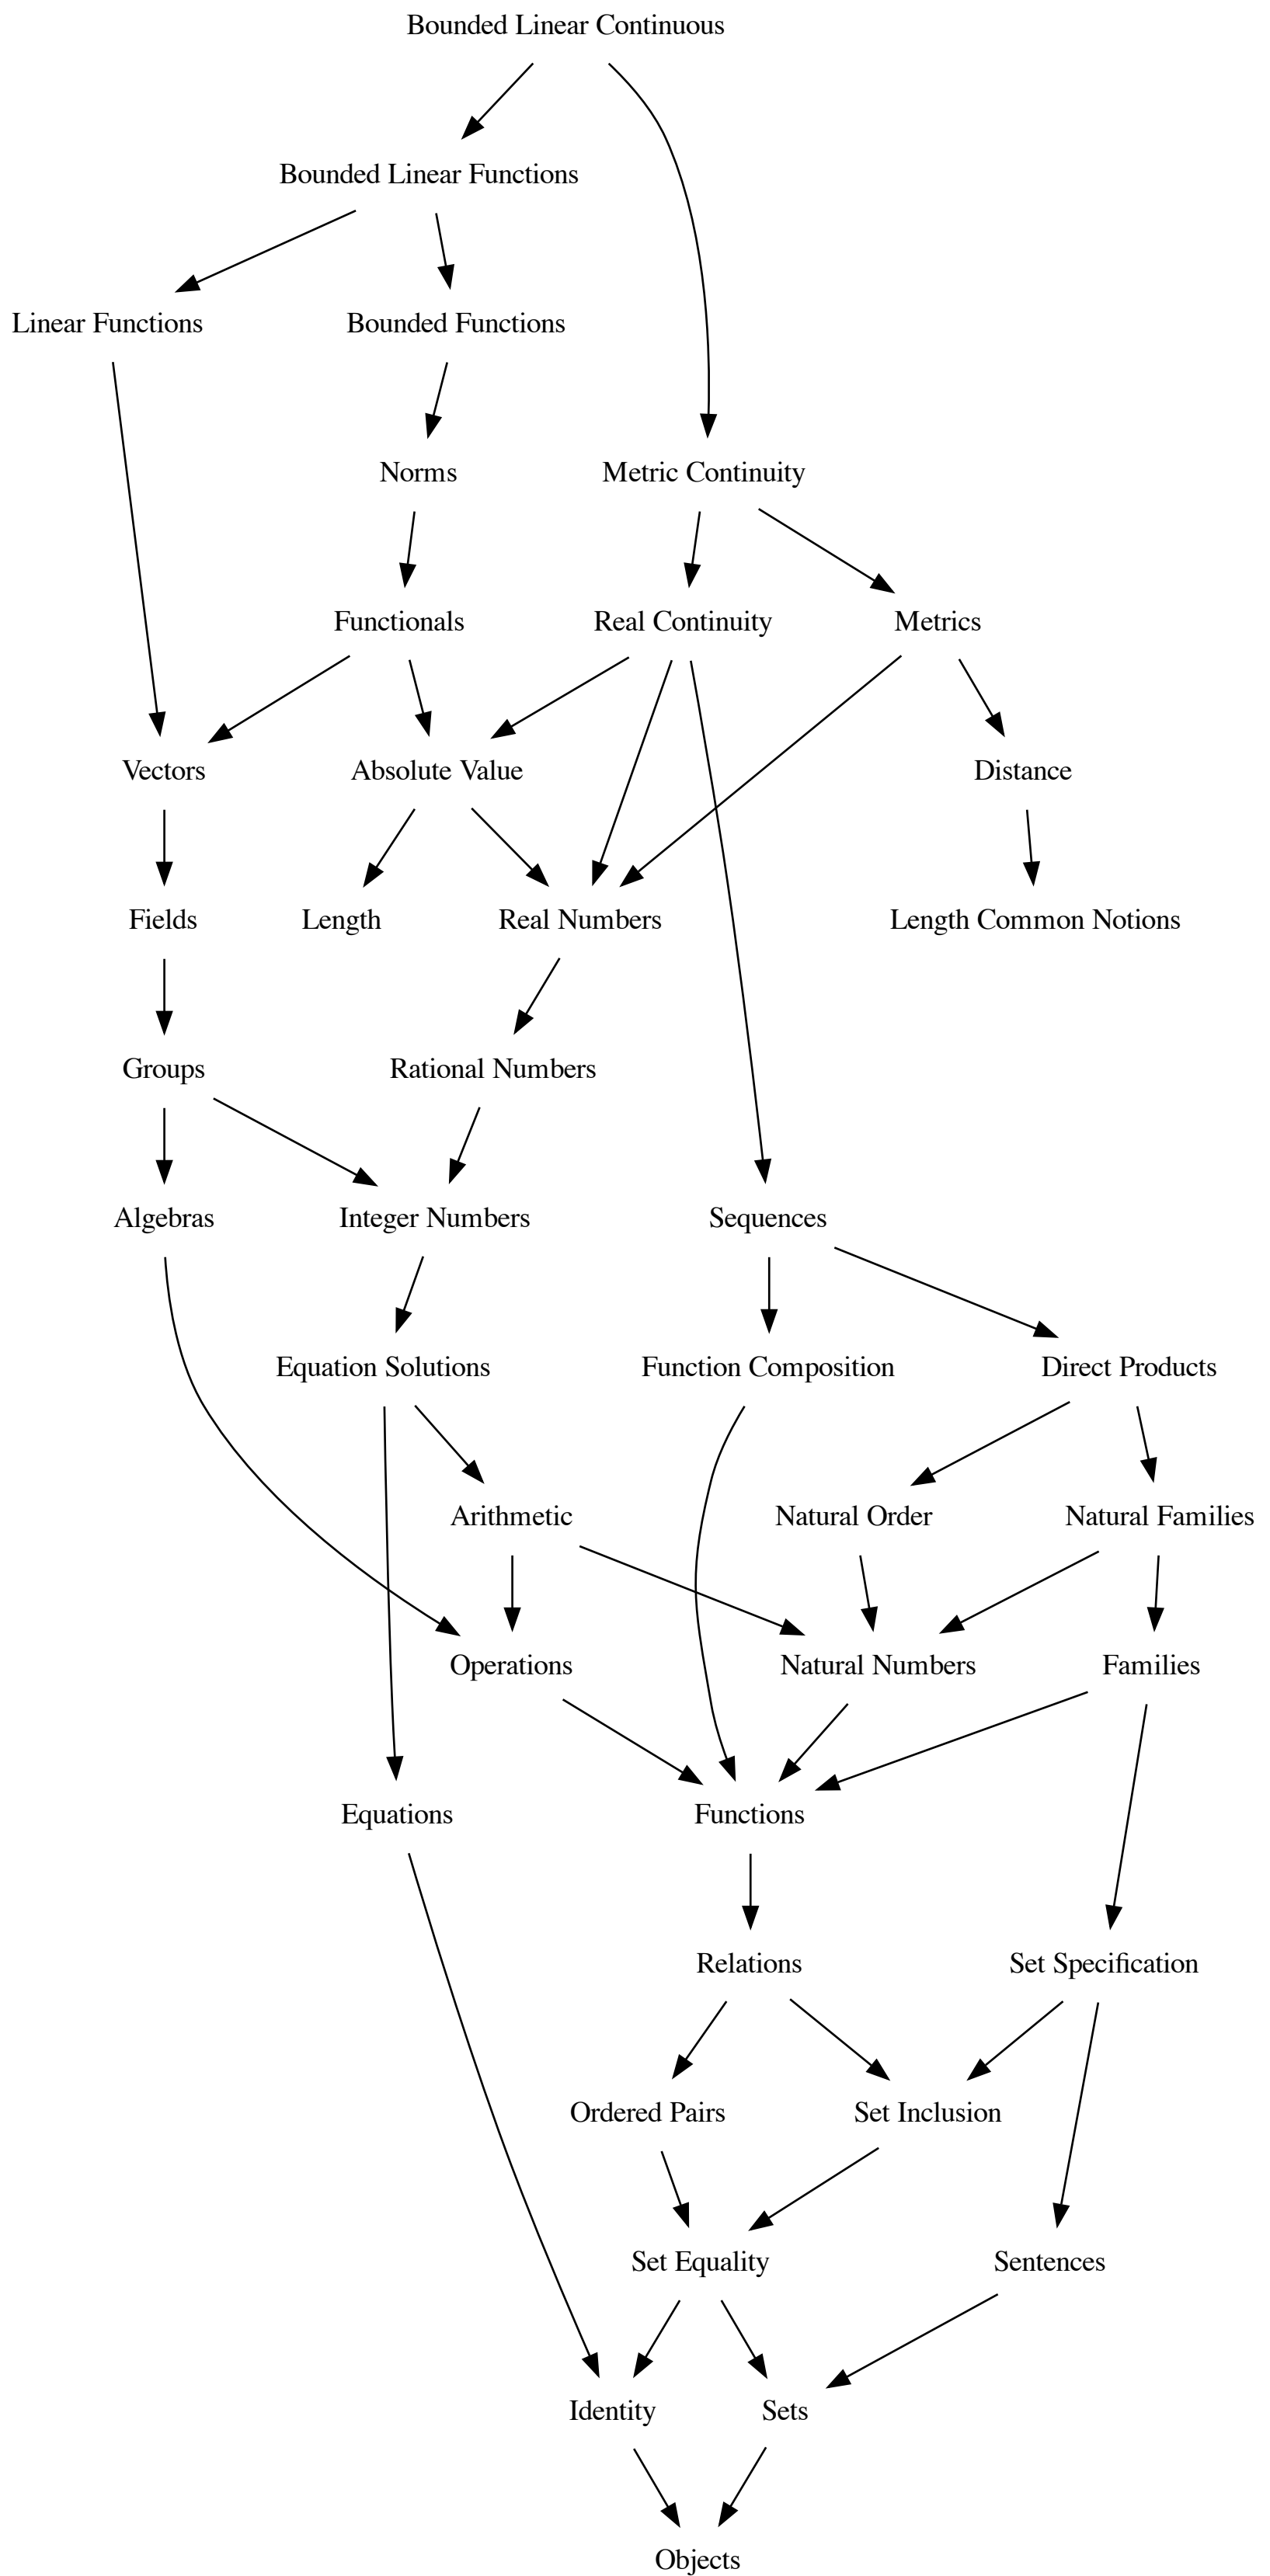 Bounded Linear Continuous
Bounded Linear Functions
Linear Functions
Bounded Functions
Norms
Metric Continuity
Functionals
Real Continuity
Metrics
Vectors
Absolute Value
Distance
Fields
Length
Real Numbers
Length Common Notions
Groups
Rational Numbers
Algebras
Integer Numbers
Sequences
Equation Solutions
Function Composition
Direct Products
Arithmetic
Natural Order
Natural Families
Operations
Natural Numbers
Families
Equations
Functions
Relations
Set Specification
Ordered Pairs
Set Inclusion
Set Equality
Sentences
Identity
Sets
Objects